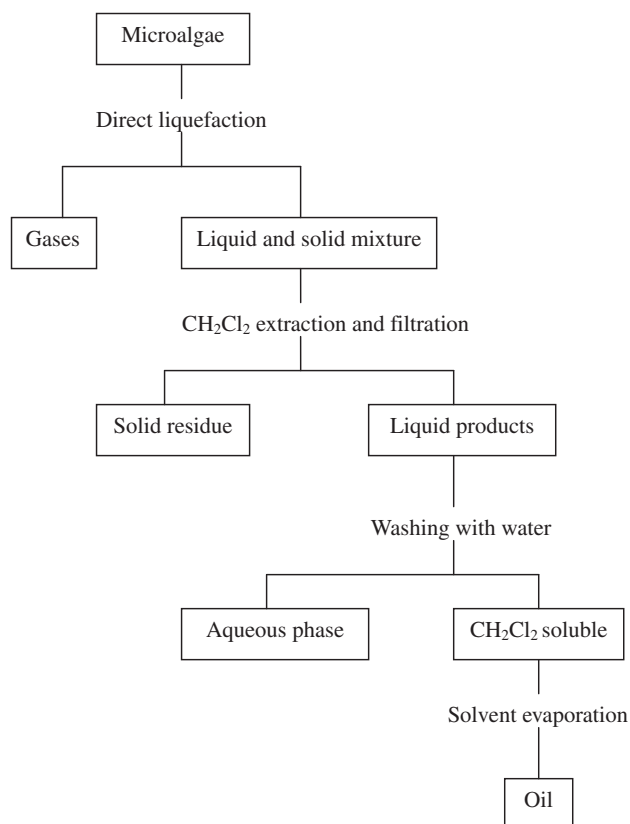 Microalgae
Direct liquefaction
Gases
Liquid and solid mixture
CH₂Cl₂ extraction and filtration
Solid residue
Liquid products
Washing with water
Aqueous phase
CH₂Cl₂ soluble
Solvent evaporation
Oil